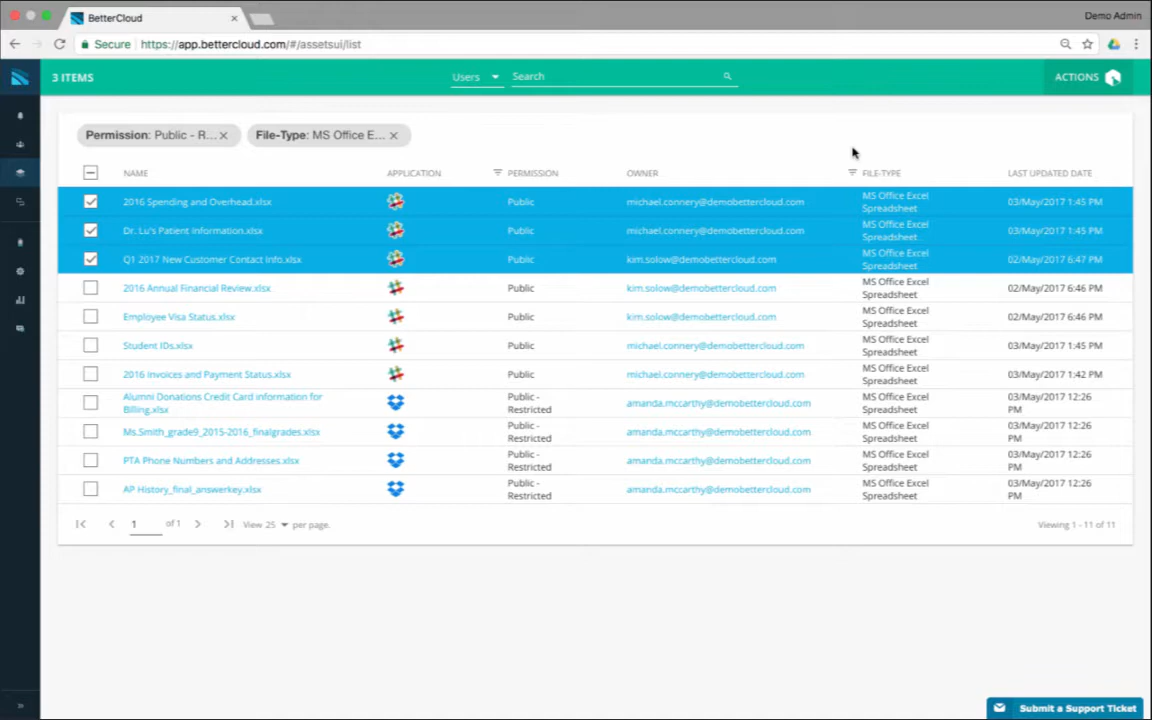 BetterCloud
Demo Admin
Secure https://app.bettercloud.com/#/assetsui/list
3 ITEMS Users Search ACTIONS
Permission: Public - R... File-Type: MS Office E...
NAME APPLICATION PERMISSION OWNER FILE-TYPE LAST UPDATED DATE
2016 Spending and Overhead.xlsx Public michael.connery@demobettercloud.com MS Office Excel Spreadsheet 03/May/2017 1:45 PM
Dr. Lu's Patient Information.xlsx Public michael.connery@demobettercloud.com MS Office Excel Spreadsheet 03/May/2017 1:45 PM
Q1 2017 New Customer Contact Info.xlsx Public kim.solow@demobettercloud.com MS Office Excel Spreadsheet 02/May/2017 6:47 PM
2016 Annual Financial Review.xlsx Public kim.solow@demobettercloud.com MS Office Excel Spreadsheet 02/May/2017 6:46 PM
Employee Visa Status.xlsx Public kim.solow@demobettercloud.com MS Office Excel Spreadsheet 02/May/2017 6:46 PM
Student IDs.xlsx Public michael.connery@demobettercloud.com MS Office Excel Spreadsheet 03/May/2017 1:45 PM
2016 Invoices and Payment Status.xlsx Public michael.connery@demobettercloud.com MS Office Excel Spreadsheet 03/May/2017 1:42 PM
Alumni Donations Credit Card information for Billing.xlsx Public - Restricted amanda.mccarthy@demobettercloud.com MS Office Excel Spreadsheet 03/May/2017 12:26 PM
Ms.Smith_grade9_2015-2016_finalgrades.xlsx Public - Restricted amanda.mccarthy@demobettercloud.com MS Office Excel Spreadsheet 03/May/2017 12:26 PM
PTA Phone Numbers and Addresses.xlsx Public - Restricted amanda.mccarthy@demobettercloud.com MS Office Excel Spreadsheet 03/May/2017 12:26 PM
AP History_final_answerkey.xlsx Public - Restricted amanda.mccarthy@demobettercloud.com MS Office Excel Spreadsheet 03/May/2017 12:26 PM
1 of 1 View 25 per page. Viewing 1 - 11 of 11
Submit a Support Ticket